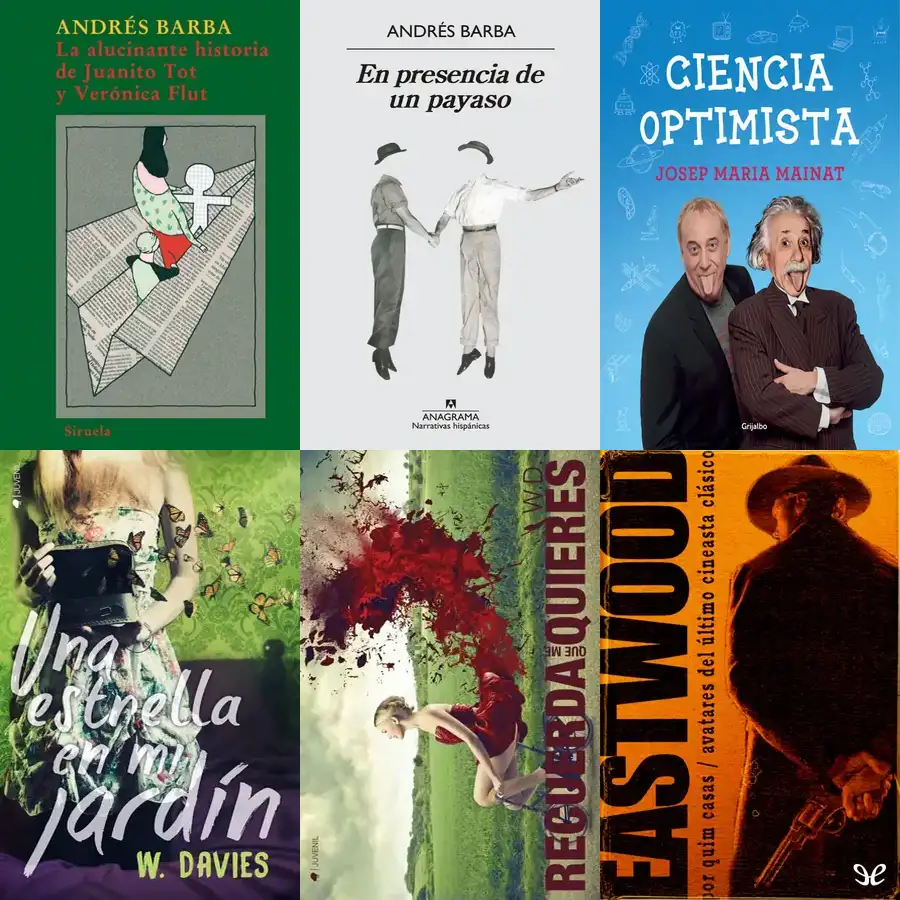 ANDRÉS BARBA
La alucinante historia
de Juanito Tot
y Verónica Flut
Siruela
ANDRÉS BARBA
En presencia de
un payaso
ANAGRAMA
Narrativas hispánicas
CIENCIA
OPTIMISTA
JOSEP MARIA MAINAT
Grijalbo
JUVENIL
Una
estrella
en mi
jardín
W. DAVIES
W.D.
RECUERDA
QUE ME
QUIERES
JUVENIL
EASTWOOD
por quim casas / avatares del último cineasta clásico